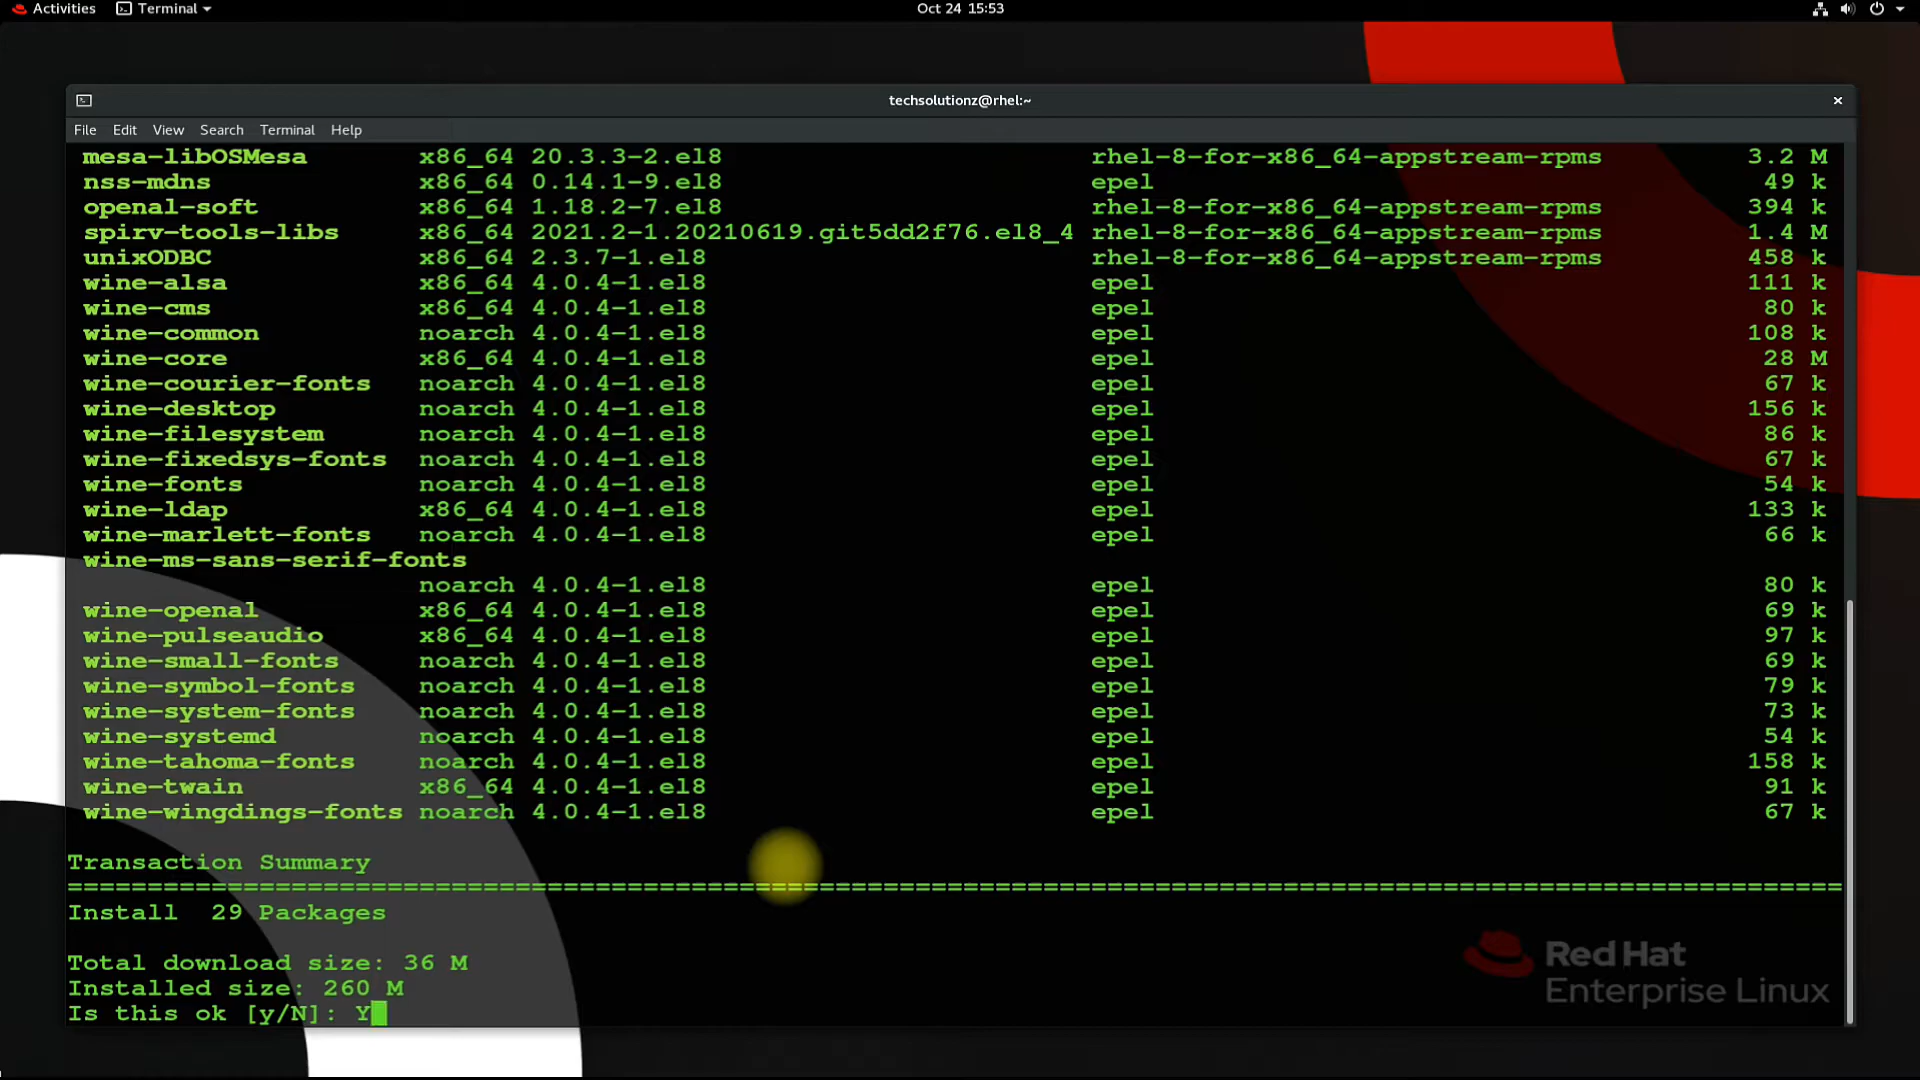 Activities Terminal Oct 24 15:53
techsolutionz@rhel:~
File Edit View Search Terminal Help
mesa-libOSMesa x86_64 20.3.3-2.el8 rhel-8-for-x86_64-appstream-rpms 3.2 M
nss-mdns x86_64 0.14.1-9.el8 epel 49 k
openal-soft x86_64 1.18.2-7.el8 rhel-8-for-x86_64-appstream-rpms 394 k
spirv-tools-libs x86_64 2021.2-1.20210619.git5dd2f76.el8_4 rhel-8-for-x86_64-appstream-rpms 1.4 M
unixODBC x86_64 2.3.7-1.el8 rhel-8-for-x86_64-appstream-rpms 458 k
wine-alsa x86_64 4.0.4-1.el8 epel 111 k
wine-cms x86_64 4.0.4-1.el8 epel 80 k
wine-common noarch 4.0.4-1.el8 epel 108 k
wine-core x86_64 4.0.4-1.el8 epel 28 M
wine-courier-fonts noarch 4.0.4-1.el8 epel 67 k
wine-desktop noarch 4.0.4-1.el8 epel 156 k
wine-filesystem noarch 4.0.4-1.el8 epel 86 k
wine-fixedsys-fonts noarch 4.0.4-1.el8 epel 67 k
wine-fonts noarch 4.0.4-1.el8 epel 54 k
wine-ldap x86_64 4.0.4-1.el8 epel 133 k
wine-marlett-fonts noarch 4.0.4-1.el8 epel 66 k
wine-ms-sans-serif-fonts
noarch 4.0.4-1.el8 epel 80 k
wine-openal x86_64 4.0.4-1.el8 epel 69 k
wine-pulseaudio x86_64 4.0.4-1.el8 epel 97 k
wine-small-fonts noarch 4.0.4-1.el8 epel 69 k
wine-symbol-fonts noarch 4.0.4-1.el8 epel 79 k
wine-system-fonts noarch 4.0.4-1.el8 epel 73 k
wine-systemd noarch 4.0.4-1.el8 epel 54 k
wine-tahoma-fonts noarch 4.0.4-1.el8 epel 158 k
wine-twain x86_64 4.0.4-1.el8 epel 91 k
wine-wingdings-fonts noarch 4.0.4-1.el8 epel 67 k
Transaction Summary
================================================================================
Install 29 Packages
Total download size: 36 M
Installed size: 260 M
Is this ok [y/N]: Y
Red Hat
Enterprise Linux